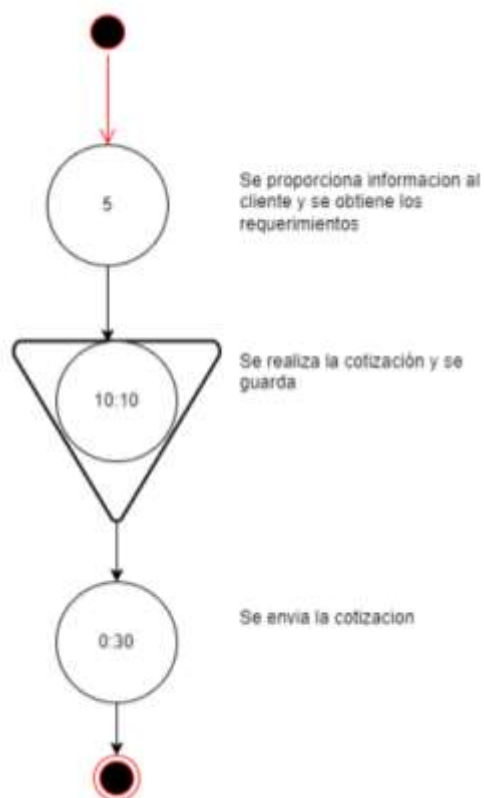 5
Se proporciona informacion al
cliente y se obtiene los
requerimientos
10:10
Se realiza la cotización y se
guarda
0:30
Se envia la cotizacion